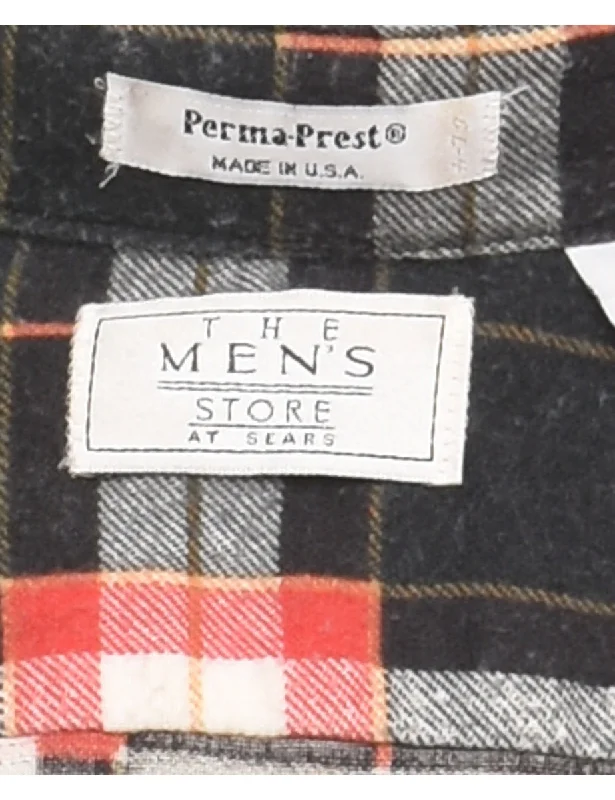 Perma-Prest®
MADE IN U.S.A.
THE
MEN'S
STORE
AT SEARS